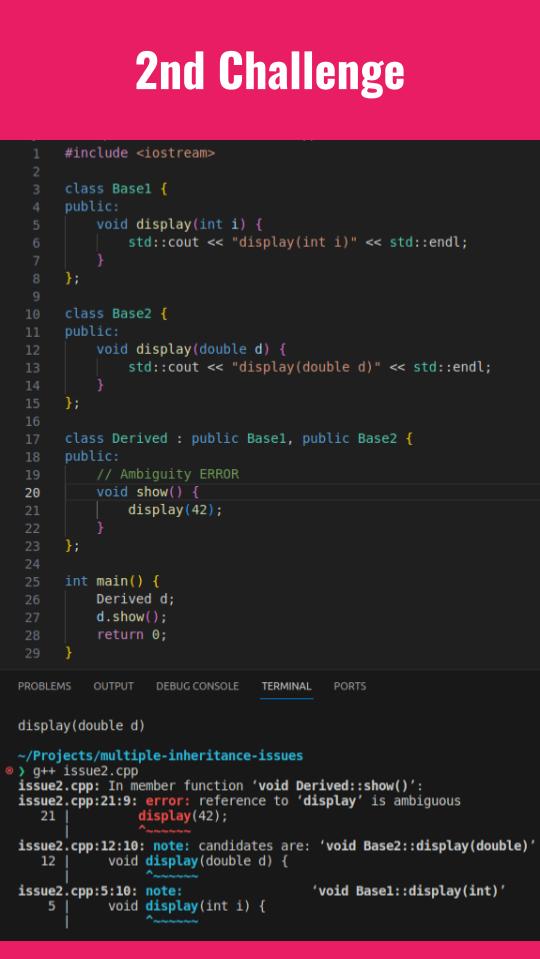 2nd Challenge
1 #include <iostream>
2
3 class Base1 {
4 public:
5     void display(int i) {
6         std::cout << "display(int i)" << std::endl;
7     }
8 };
9
10 class Base2 {
11 public:
12     void display(double d) {
13         std::cout << "display(double d)" << std::endl;
14     }
15 };
16
17 class Derived : public Base1, public Base2 {
18 public:
19     // Ambiguity ERROR
20     void show() {
21         display(42);
22     }
23 };
24
25 int main() {
26     Derived d;
27     d.show();
28     return 0;
29 }
PROBLEMS OUTPUT DEBUG CONSOLE TERMINAL PORTS
display(double d)
~/Projects/multiple-inheritance-issues
❯ g++ issue2.cpp
issue2.cpp: In member function ‘void Derived::show()’:
issue2.cpp:21:9: error: reference to ‘display’ is ambiguous
   21 |         display(42);
      |         ^~~~~~~
issue2.cpp:12:10: note: candidates are: ‘void Base2::display(double)’
   12 |     void display(double d) {
      |          ^~~~~~~
issue2.cpp:5:10: note:                 ‘void Base1::display(int)’
    5 |     void display(int i) {
      |          ^~~~~~~